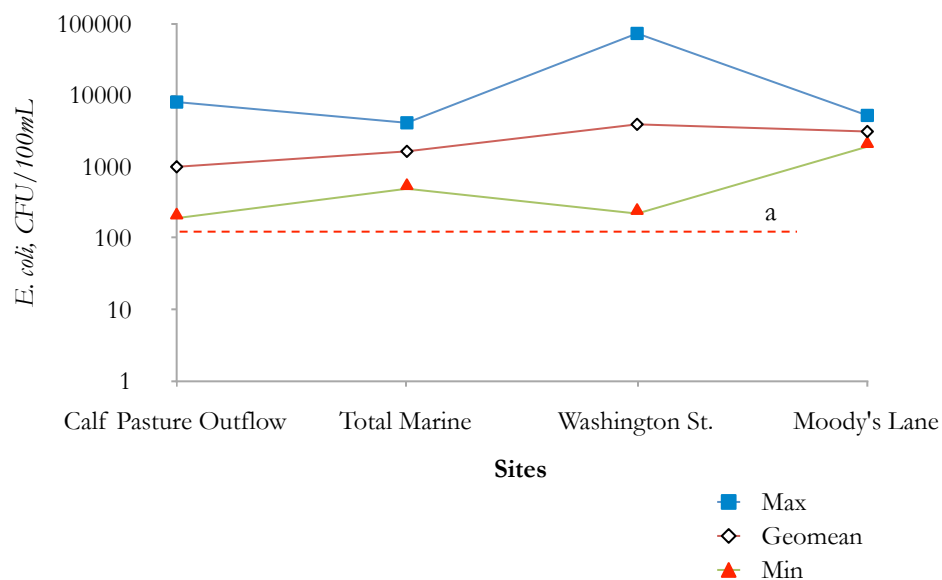 100000
10000
1000
100
10
1
E. coli, CFU/100mL
a
Calf Pasture Outflow
Total Marine
Washington St.
Moody's Lane
Sites
Max
Geomean
Min